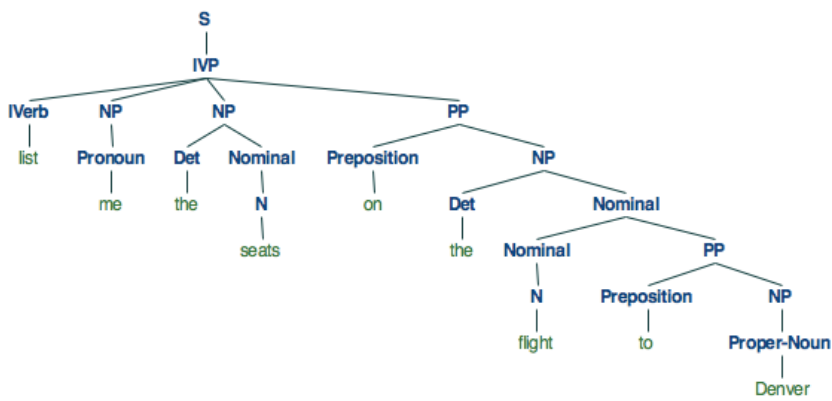 S
IVP
IVerb NP NP PP
list Pronoun Det Nominal Preposition NP
me the N on Det Nominal
seats the Nominal PP
N Preposition NP
flight to Proper-Noun
Denver